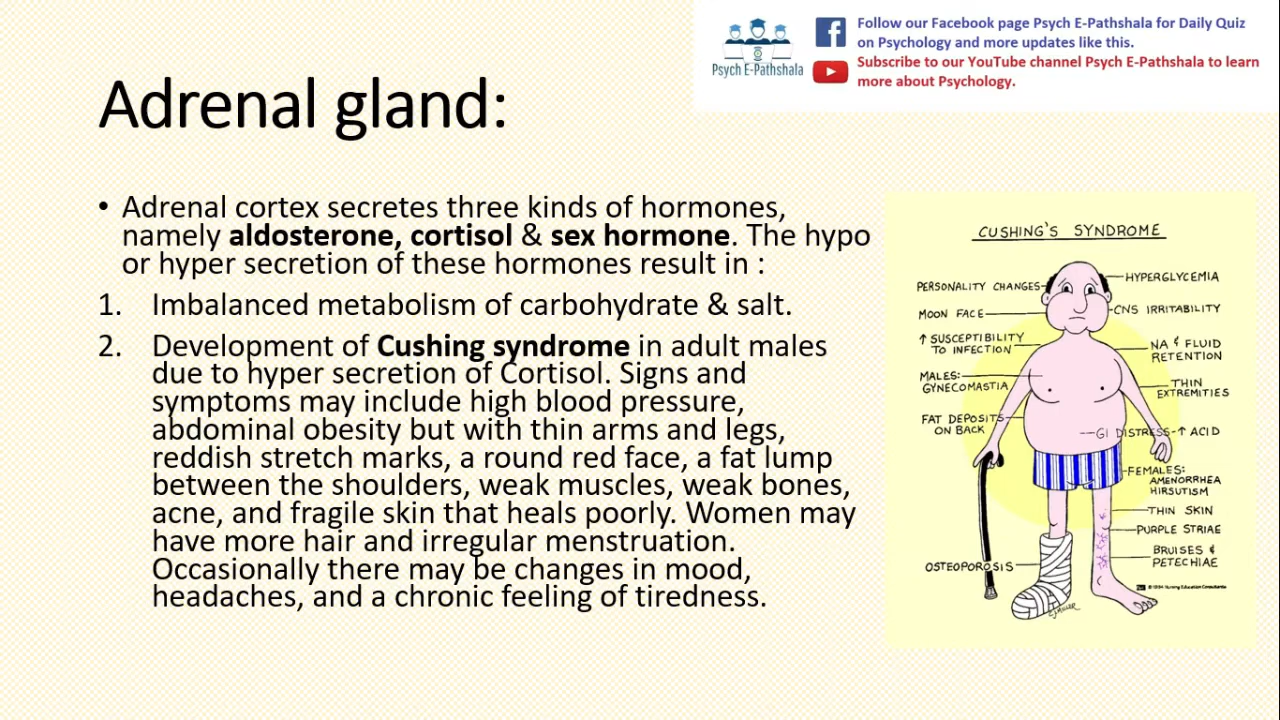 Psych E-Pathshala
Follow our Facebook page Psych E-Pathshala for Daily Quiz
on Psychology and more updates like this.
Subscribe to our YouTube channel Psych E-Pathshala to learn
more about Psychology.
Adrenal gland:
• Adrenal cortex secretes three kinds of hormones,
namely aldosterone, cortisol & sex hormone. The hypo
or hyper secretion of these hormones result in :
1. Imbalanced metabolism of carbohydrate & salt.
2. Development of Cushing syndrome in adult males
due to hyper secretion of Cortisol. Signs and
symptoms may include high blood pressure,
abdominal obesity but with thin arms and legs,
reddish stretch marks, a round red face, a fat lump
between the shoulders, weak muscles, weak bones,
acne, and fragile skin that heals poorly. Women may
have more hair and irregular menstruation.
Occasionally there may be changes in mood,
headaches, and a chronic feeling of tiredness.
CUSHING'S SYNDROME
PERSONALITY CHANGES
MOON FACE
↑ SUSCEPTIBILITY
TO INFECTION
MALES:
GYNECOMASTIA
FAT DEPOSITS
ON BACK
OSTEOPOROSIS
HYPERGLYCEMIA
CNS IRRITABILITY
NA & FLUID
RETENTION
THIN
EXTREMITIES
GI DISTRESS-↑ ACID
FEMALES:
AMENORRHEA
HIRSUTISM
THIN SKIN
PURPLE STRIAE
BRUISES &
PETECHIAE
Nursing Education Consultants